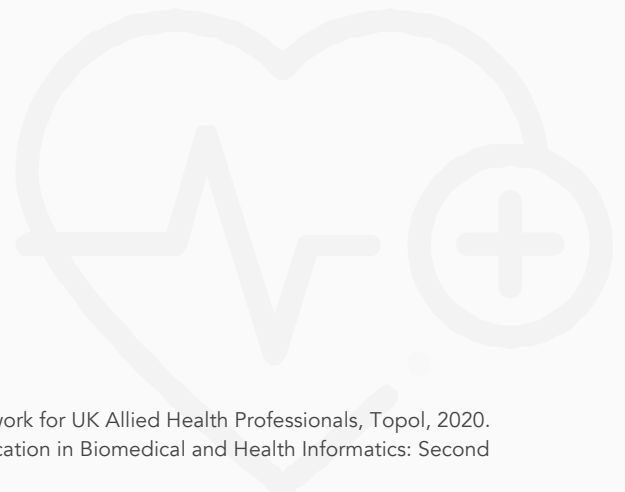 work for UK Allied Health Professionals, Topol, 2020.
cation in Biomedical and Health Informatics: Second